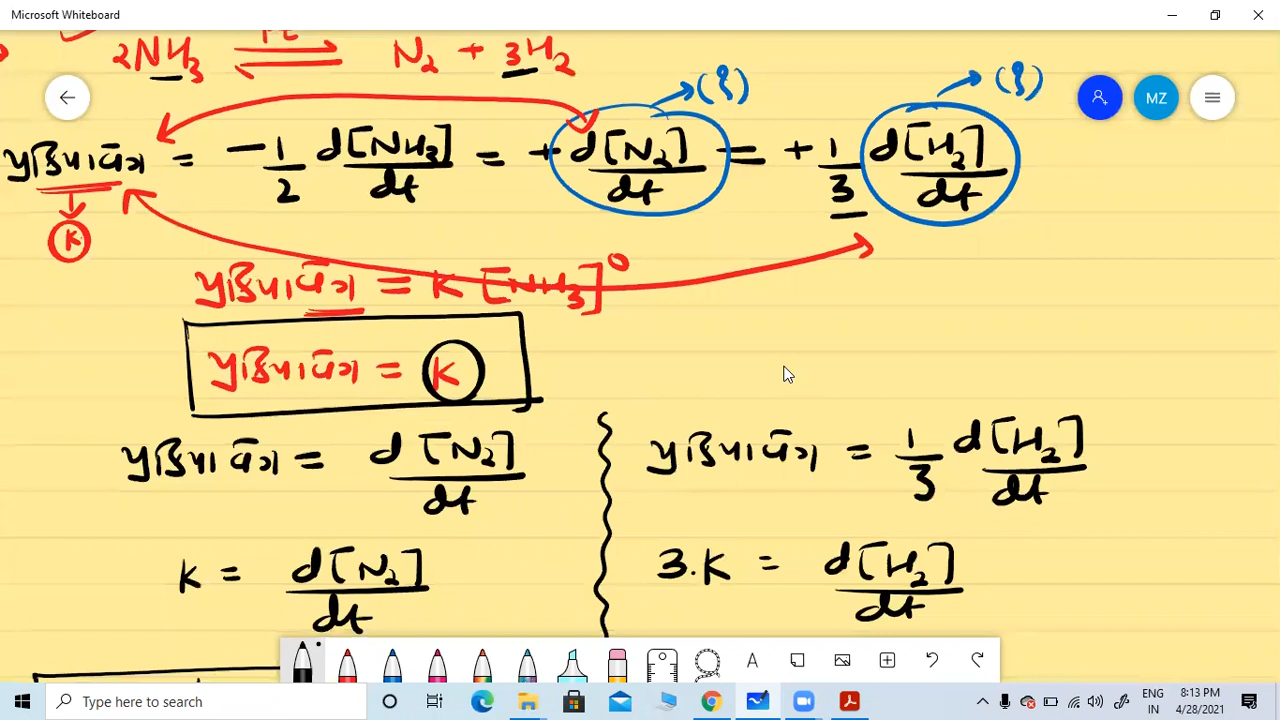 Microsoft Whiteboard
2NH3 ⇌ N2 + 3H2
(?) (?)
પ્રક્રિયાવેગ = -1/2 d[NH3]/dt = + d[N2]/dt = +1/3 d[H2]/dt
K
પ્રક્રિયાવેગ = K [NH3]^0
પ્રક્રિયાવેગ = K
પ્રક્રિયાવેગ = d[N2]/dt
પ્રક્રિયાવેગ = 1/3 d[H2]/dt
K = d[N2]/dt
3.K = d[H2]/dt
MZ
Type here to search
ENG
IN
8:13 PM
4/28/2021